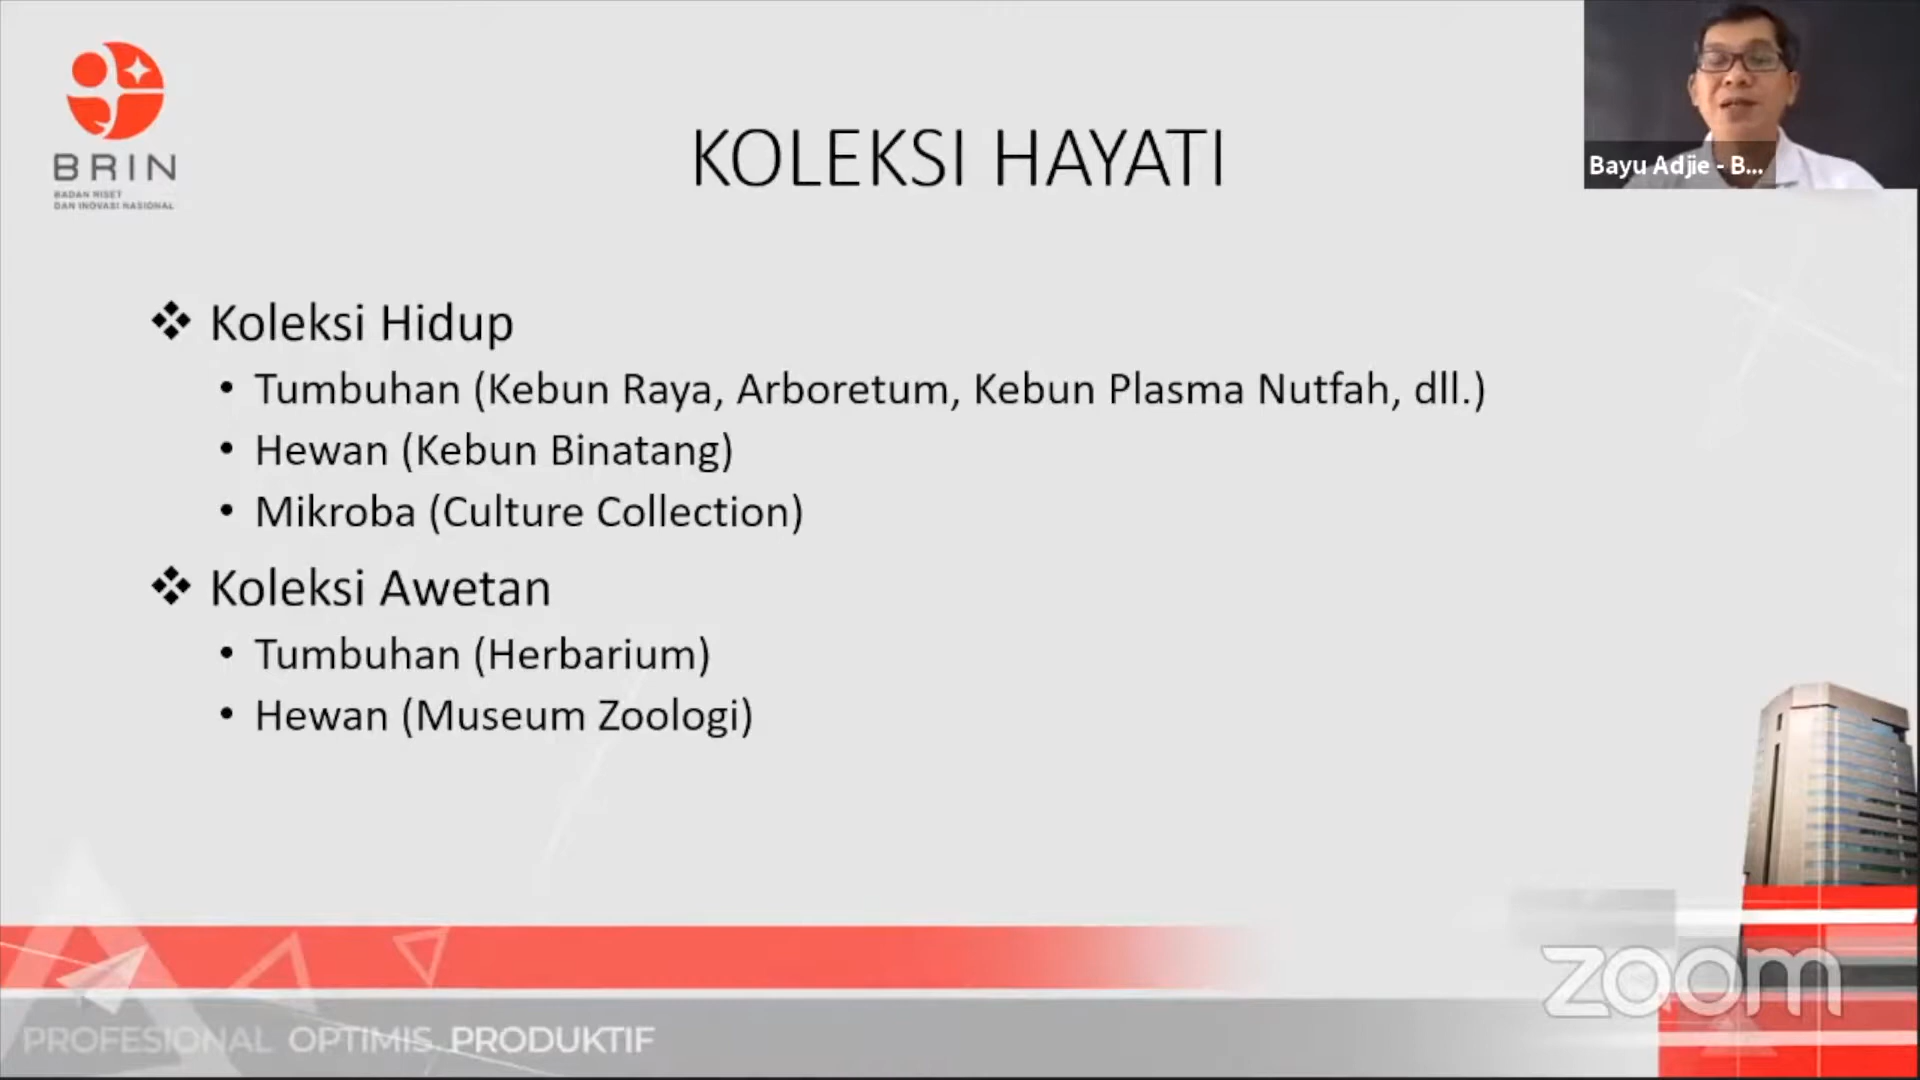 BRIN
BADAN RISET
DAN INOVASI NASIONAL
KOLEKSI HAYATI
Bayu Adjie - B...
❖ Koleksi Hidup
• Tumbuhan (Kebun Raya, Arboretum, Kebun Plasma Nutfah, dll.)
• Hewan (Kebun Binatang)
• Mikroba (Culture Collection)
❖ Koleksi Awetan
• Tumbuhan (Herbarium)
• Hewan (Museum Zoologi)
zoom
PROFESIONAL OPTIMIS PRODUKTIF